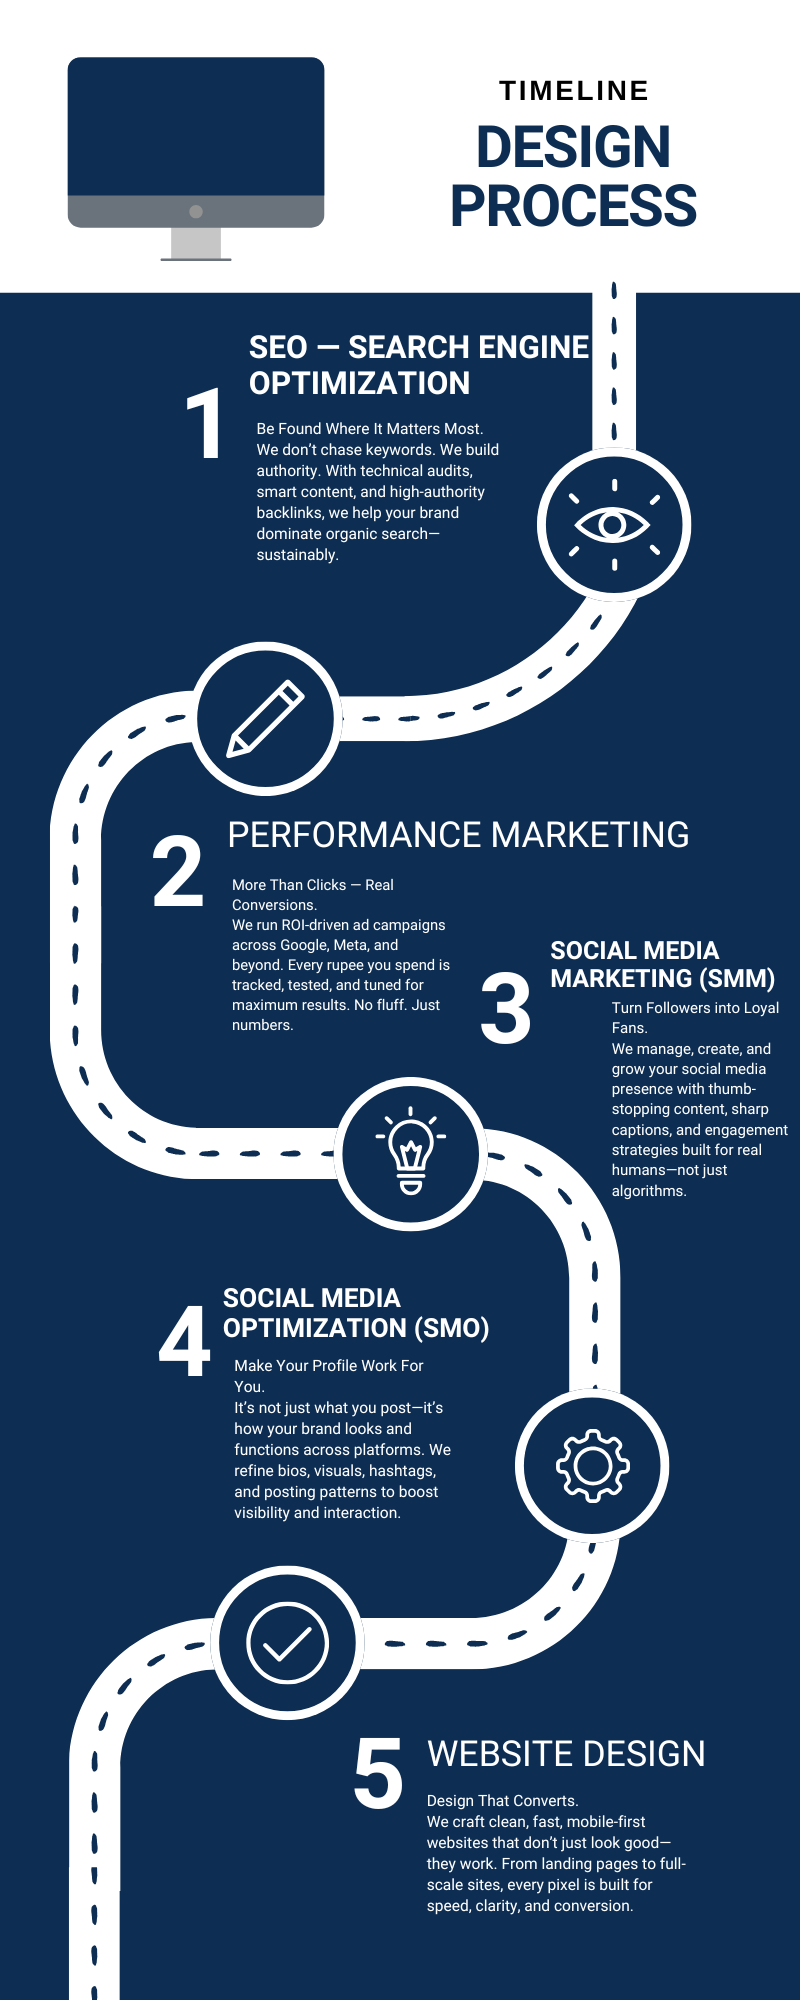 TIMELINE
DESIGN
PROCESS
SEO — SEARCH ENGINE
OPTIMIZATION
1
Be Found Where It Matters Most.
We don’t chase keywords. We build
authority. With technical audits,
smart content, and high-authority
backlinks, we help your brand
dominate organic search—
sustainably.
2
PERFORMANCE MARKETING
More Than Clicks — Real
Conversions.
We run ROI-driven ad campaigns
across Google, Meta, and
beyond. Every rupee you spend is
tracked, tested, and tuned for
maximum results. No fluff. Just
numbers.
3
SOCIAL MEDIA
MARKETING (SMM)
Turn Followers into Loyal
Fans.
We manage, create, and
grow your social media
presence with thumb-
stopping content, sharp
captions, and engagement
strategies built for real
humans—not just
algorithms.
4
SOCIAL MEDIA
OPTIMIZATION (SMO)
Make Your Profile Work For
You.
It’s not just what you post—it’s
how your brand looks and
functions across platforms. We
refine bios, visuals, hashtags,
and posting patterns to boost
visibility and interaction.
5
WEBSITE DESIGN
Design That Converts.
We craft clean, fast, mobile-first
websites that don’t just look good—
they work. From landing pages to full-
scale sites, every pixel is built for
speed, clarity, and conversion.